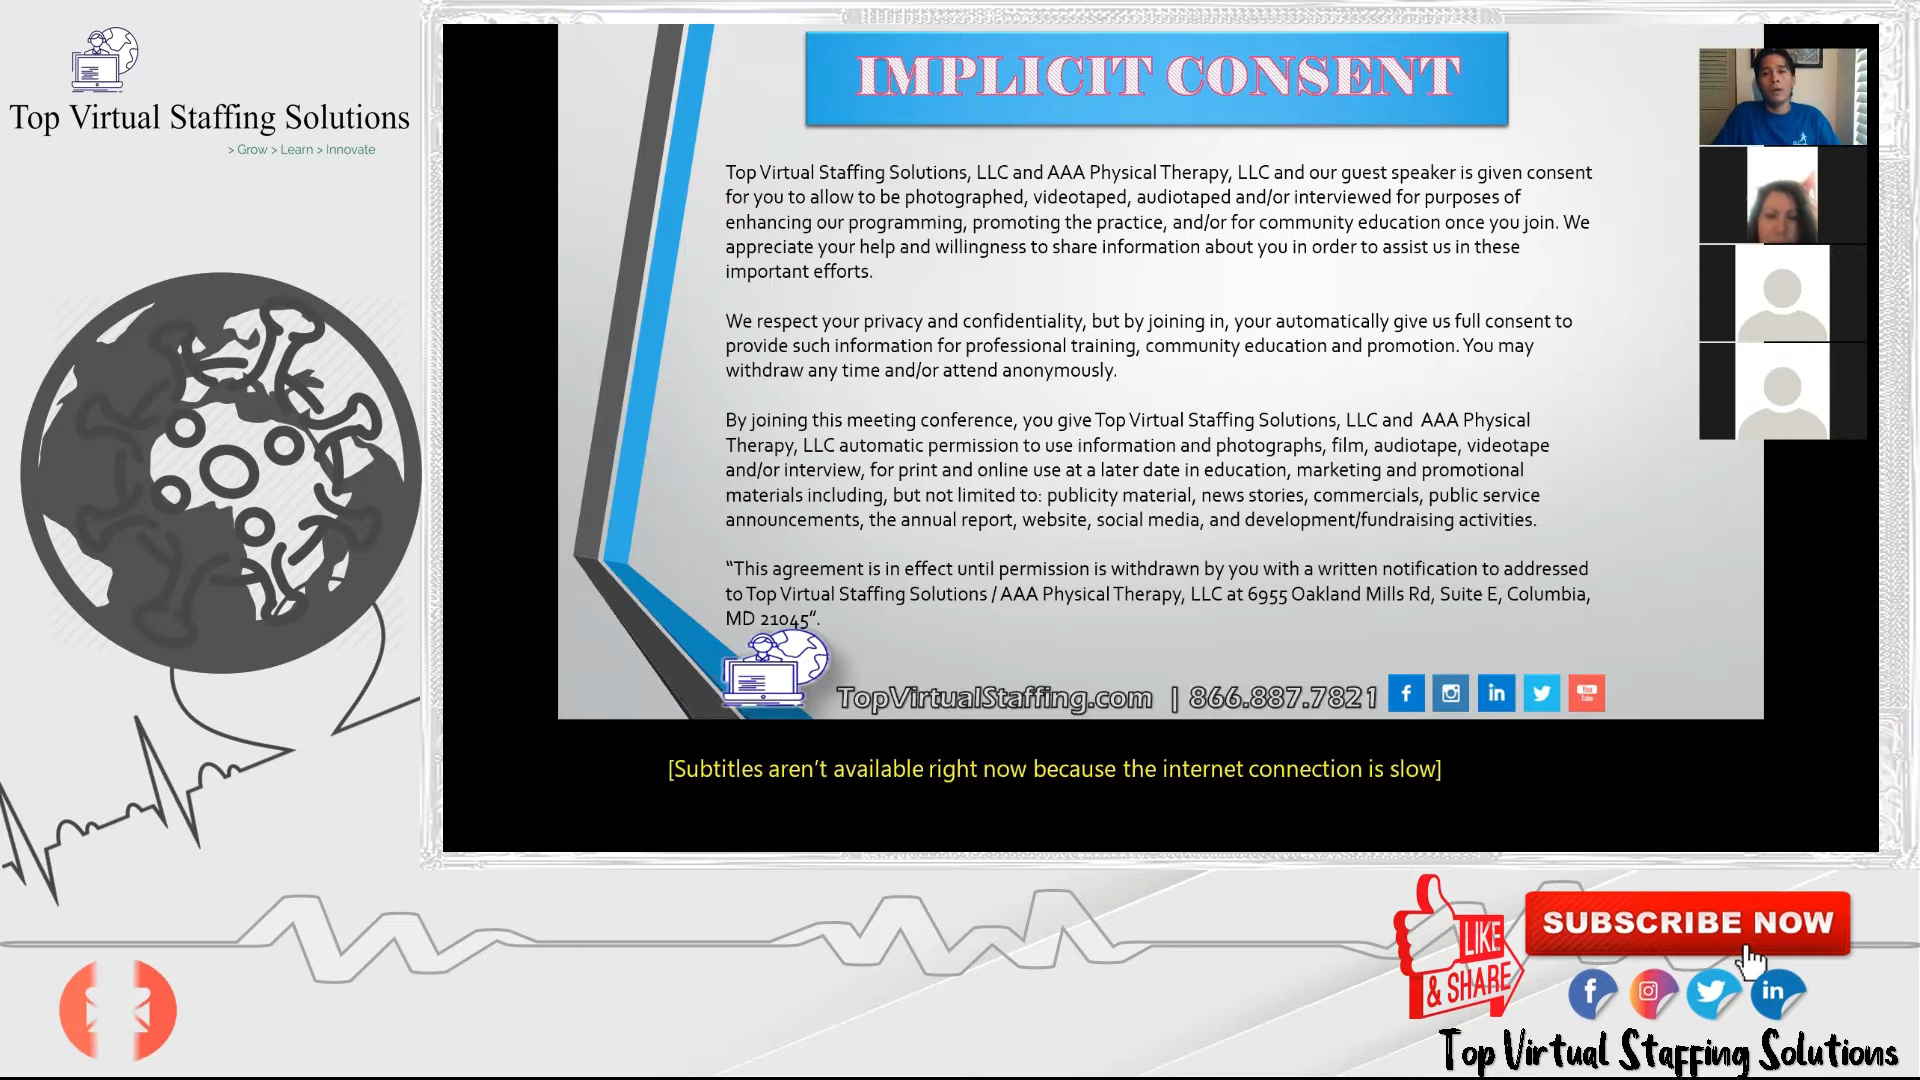 Top Virtual Staffing Solutions
> Grow > Learn > Innovate
IMPLICIT CONSENT
Top Virtual Staffing Solutions, LLC and AAA Physical Therapy, LLC and our guest speaker is given consent
for you to allow to be photographed, videotaped, audiotaped and/or interviewed for purposes of
enhancing our programming, promoting the practice, and/or for community education once you join. We
appreciate your help and willingness to share information about you in order to assist us in these
important efforts.
We respect your privacy and confidentiality, but by joining in, your automatically give us full consent to
provide such information for professional training, community education and promotion. You may
withdraw any time and/or attend anonymously.
By joining this meeting conference, you give Top Virtual Staffing Solutions, LLC and AAA Physical
Therapy, LLC automatic permission to use information and photographs, film, audiotape, videotape
and/or interview, for print and online use at a later date in education, marketing and promotional
materials including, but not limited to: publicity material, news stories, commercials, public service
announcements, the annual report, website, social media, and development/fundraising activities.
“This agreement is in effect until permission is withdrawn by you with a written notification to addressed
to Top Virtual Staffing Solutions / AAA Physical Therapy, LLC at 6955 Oakland Mills Rd, Suite E, Columbia,
MD 21045”.
TopVirtualStaffing.com | 866.887.7821
You
Tube
[Subtitles aren’t available right now because the internet connection is slow]
LIKE
& SHARE
SUBSCRIBE NOW
Top Virtual Staffing Solutions